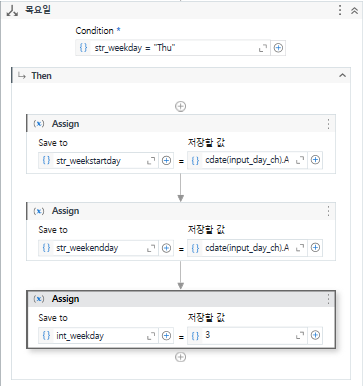 목요일
Condition *
str_weekday = "Thu"
Then
(x) Assign
Save to 저장할 값
str_weekstartday = cdate(input_day_ch).A
(x) Assign
Save to 저장할 값
str_weekendday = cdate(input_day_ch).A
(x) Assign
Save to 저장할 값
int_weekday = 3